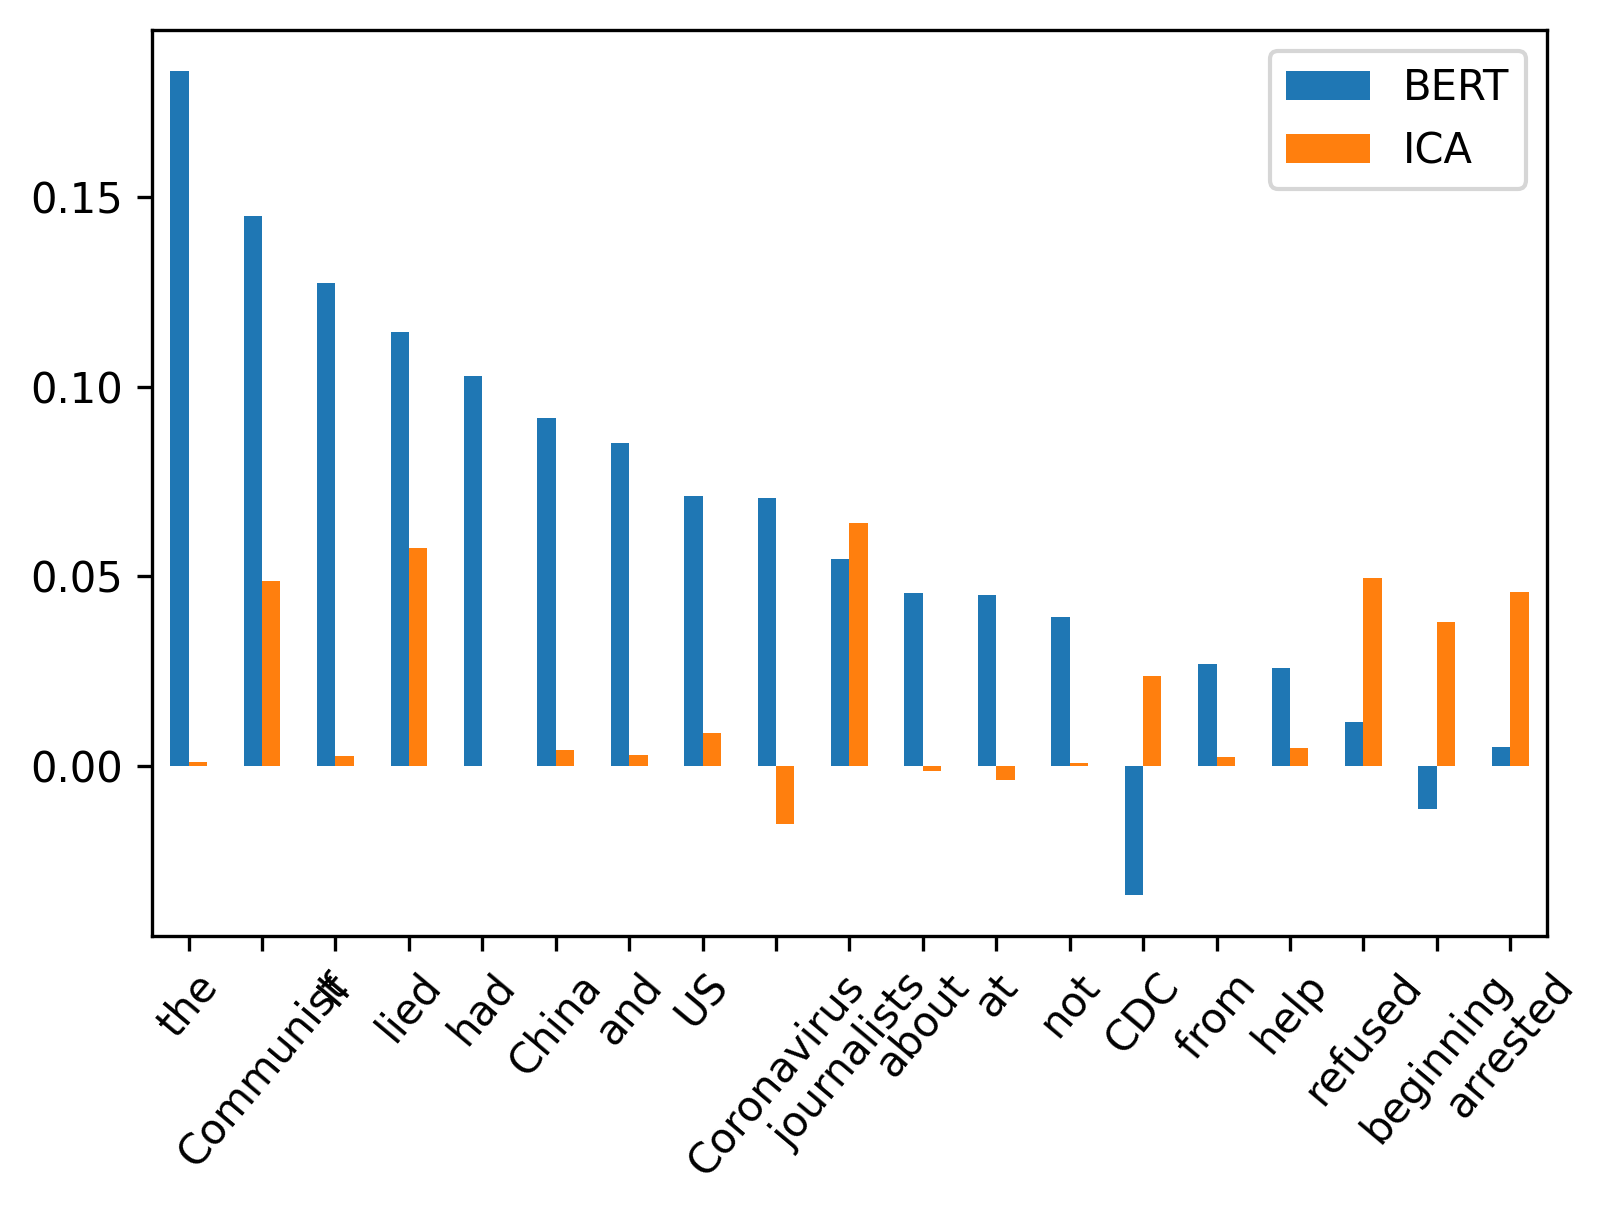 BERT
ICA
0.15
0.10
0.05
0.00
the
Communist
If
lied
had
China
and
US
Coronavirus
journalists
about
at
not
CDC
from
help
refused
beginning
arrested